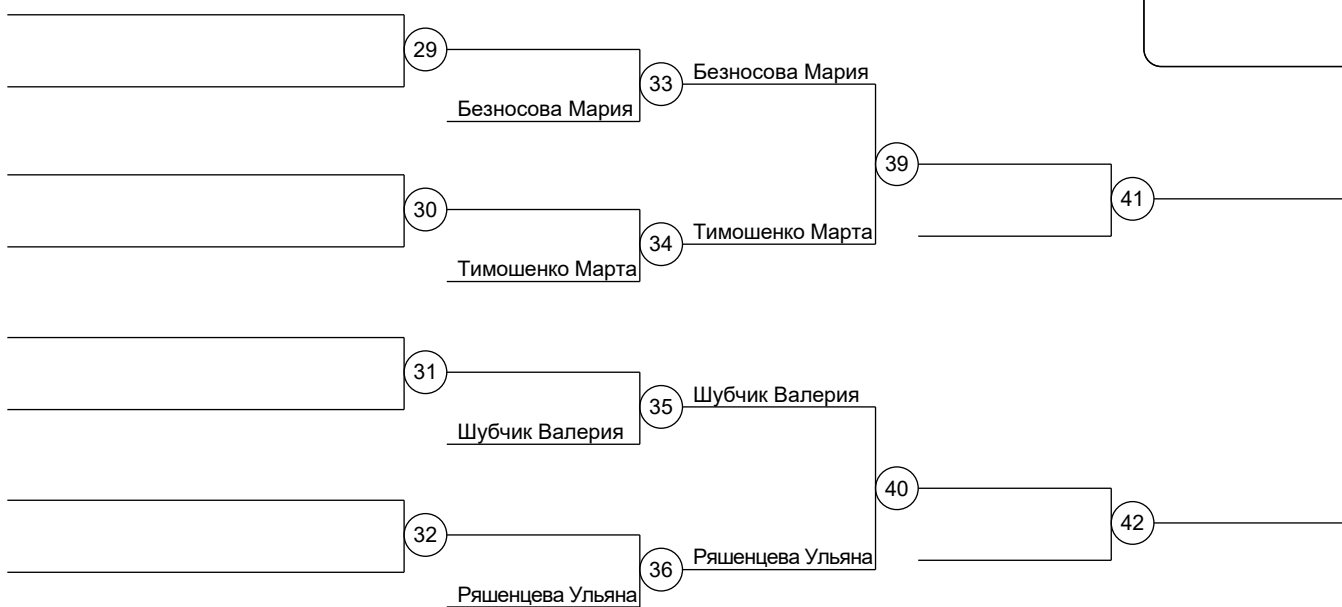 29
33
Безносова Мария
Безносова Мария
39
30
41
34
Тимошенко Марта
Тимошенко Марта
31
35
Шубчик Валерия
Шубчик Валерия
40
32
42
36
Ряшенцева Ульяна
Ряшенцева Ульяна